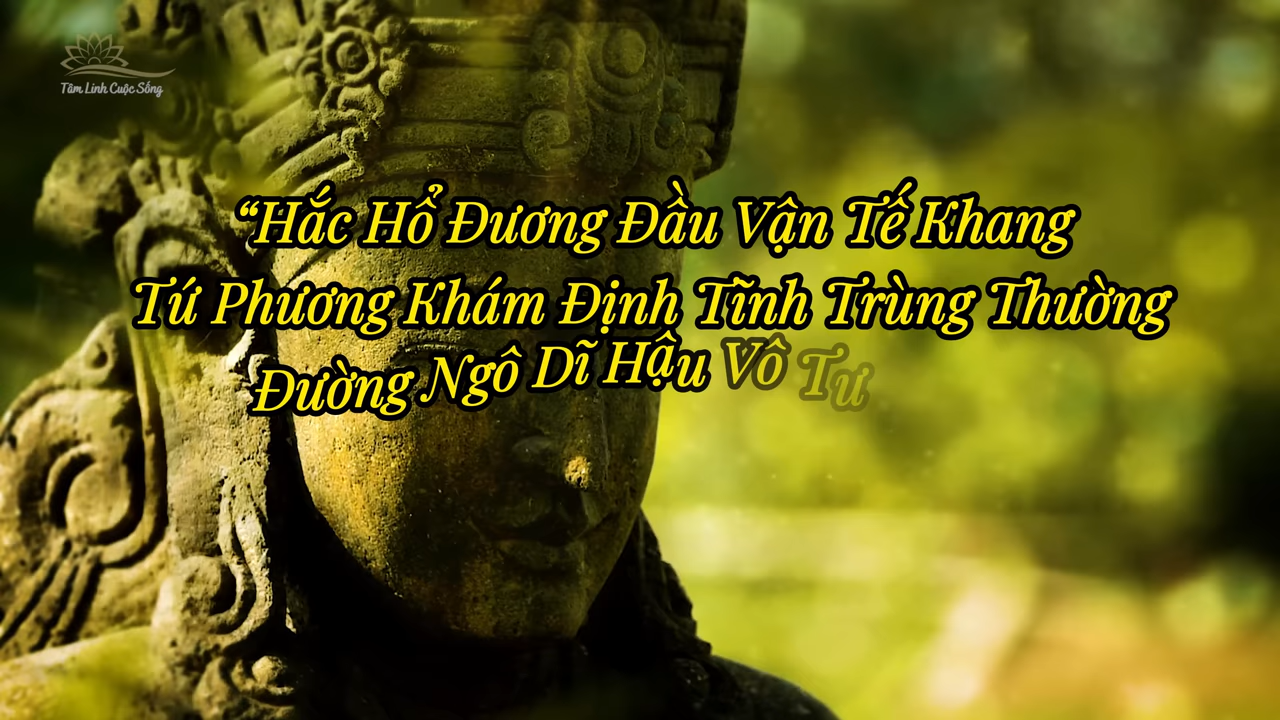 Tâm Linh Cuộc Sống
“Hắc Hổ Đương Đầu Vận Tế Khang
Tứ Phương Khám Định Tĩnh Trùng Thường
Đường Ngô Dĩ Hậu Vô Tư